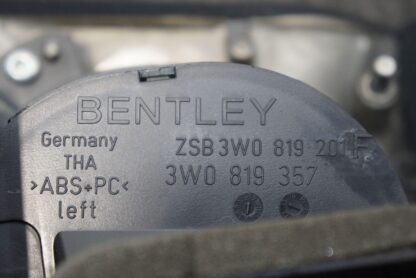 BENTLEY
Germany ZSB 3W0 819 201 F
THA 3W0 819 357
>ABS+PC<
left